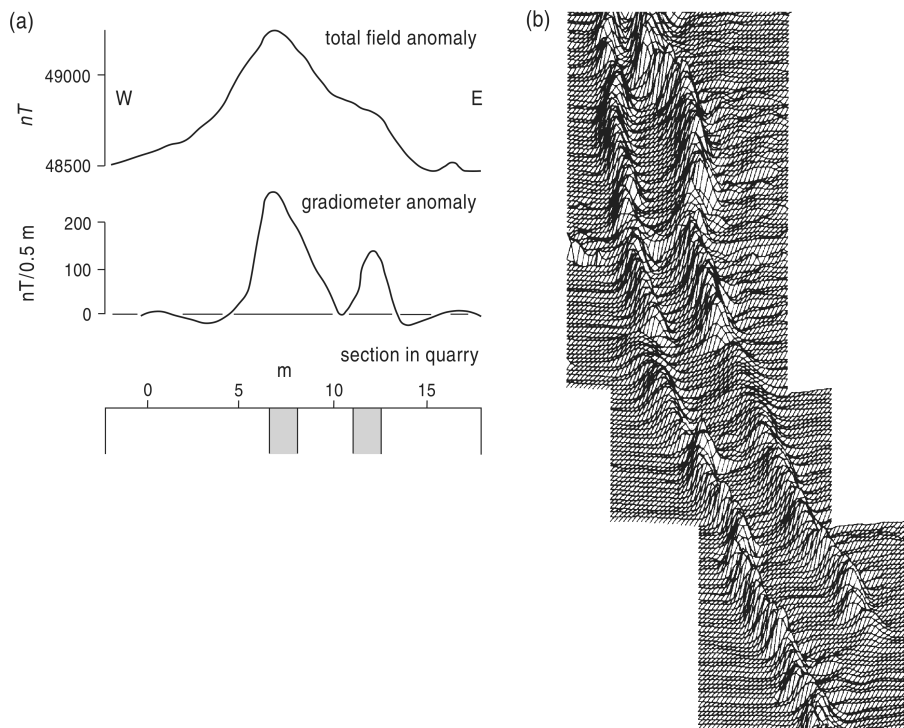 (a)
total field anomaly
49000
nT
W
E
48500
gradiometer anomaly
nT/0.5 m
200
100
0
section in quarry
m
0 5 10 15
(b)